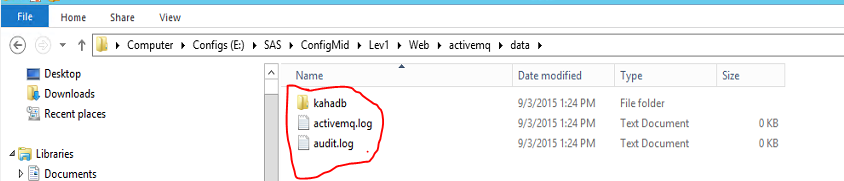 File Home Share View
Computer Configs (E:) SAS ConfigMid Lev1 Web activemq data
Desktop
Downloads
Recent places
Libraries
Documents
Name Date modified Type Size
kahadb 9/3/2015 1:24 PM File folder
activemq.log 9/3/2015 1:24 PM Text Document 0 KB
audit.log 9/3/2015 1:24 PM Text Document 0 KB